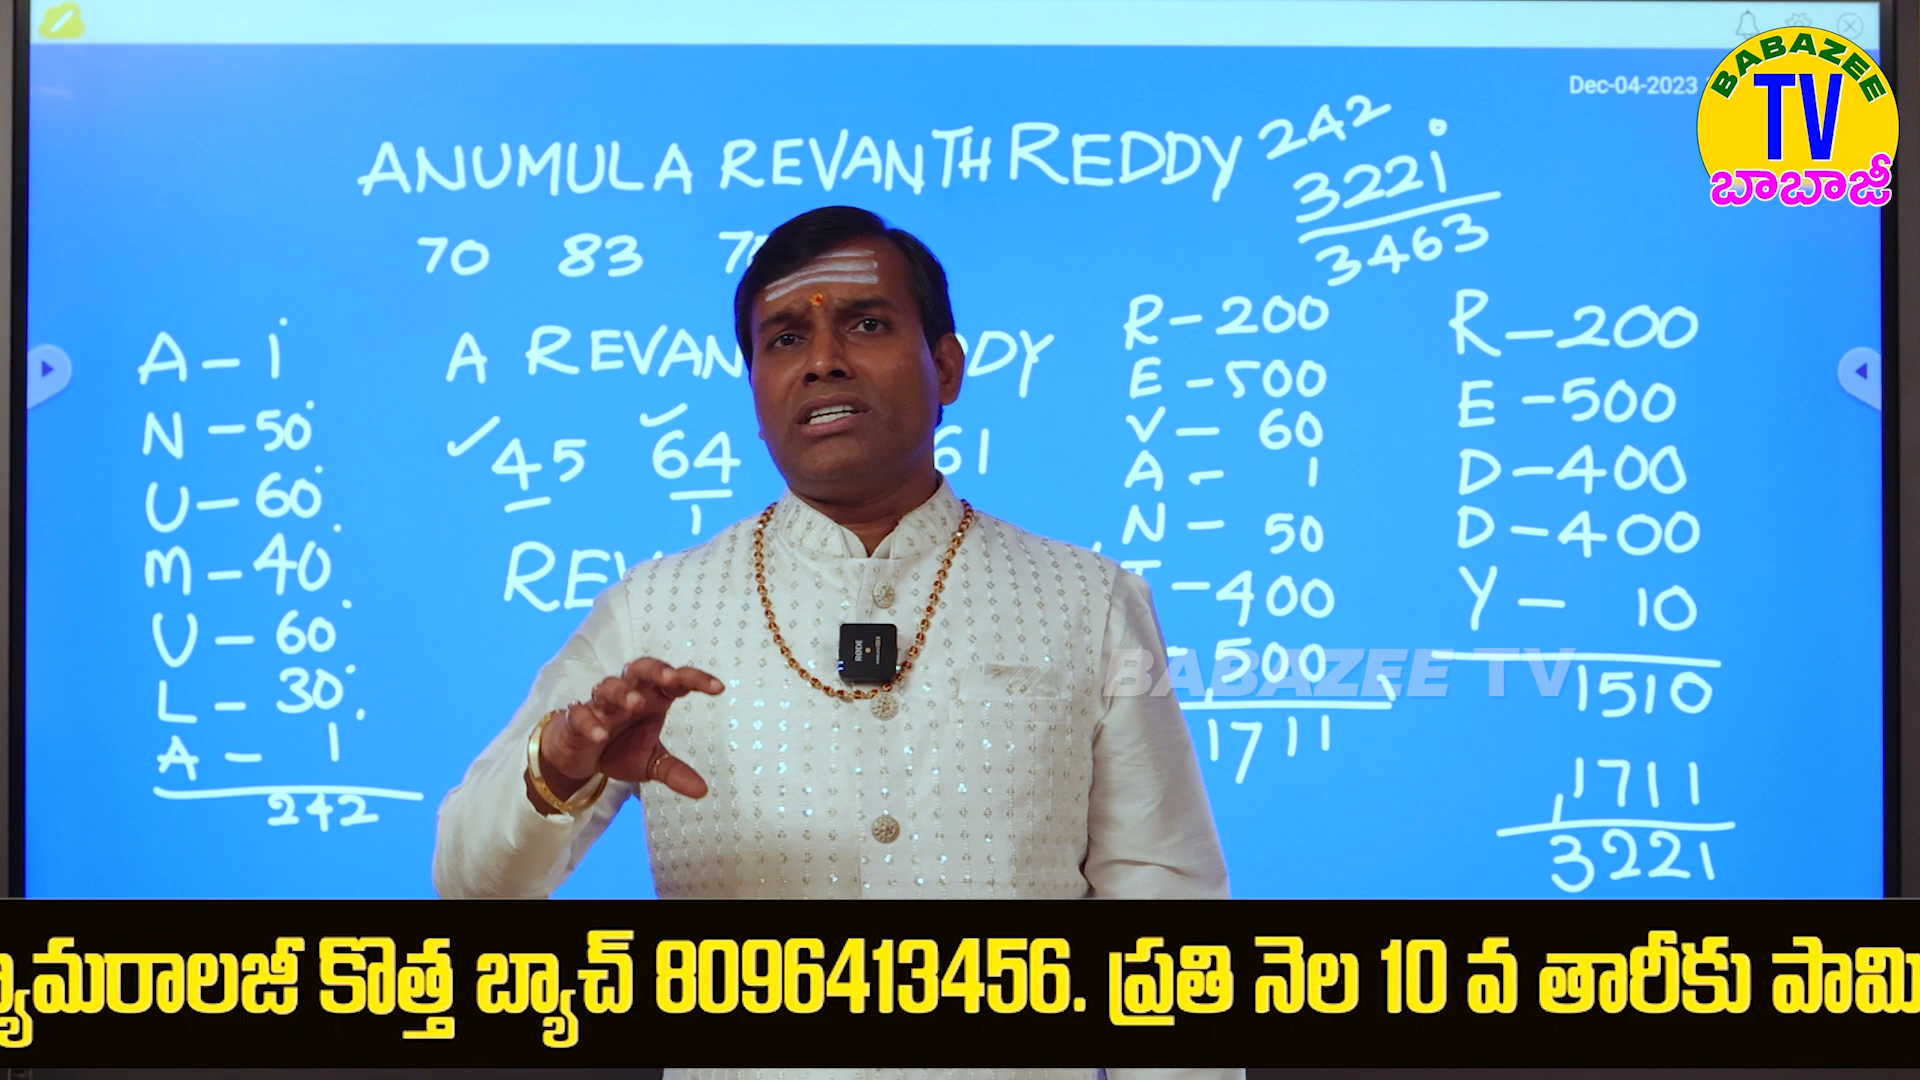 Dec-04-2023
BABAZEE
TV
బాబాజీ
ANUMULA REVANTH REDDY
242
3221
3463
70 83
A REVAN
DDY
45 64 61
1
REV
A - 1
N - 50
U - 60
M - 40
U - 60
L - 30
A - 1
242
R - 200
E - 500
V - 60
A - 1
N - 50
- 400
- 500
1711
R - 200
E - 500
D - 400
D - 400
Y - 10
1510
1711
3221
RØDE
BABAZEE TV
్యూమరాలజీ కొత్త బ్యాచ్ 8096413456. ప్రతి నెల 10 వ తారీకు పామి